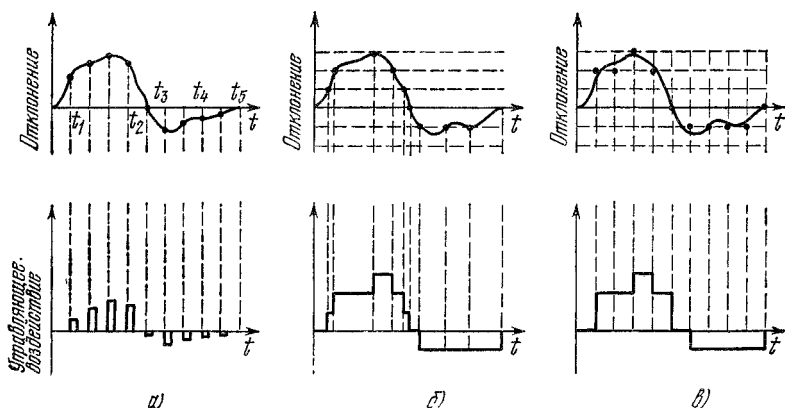 Отклонение
t₁
t₂
t₃
t₄
t₅
t
Отклонение
t
Отклонение
t
Управляющее
воздействие
t
t
t
а)
б)
в)